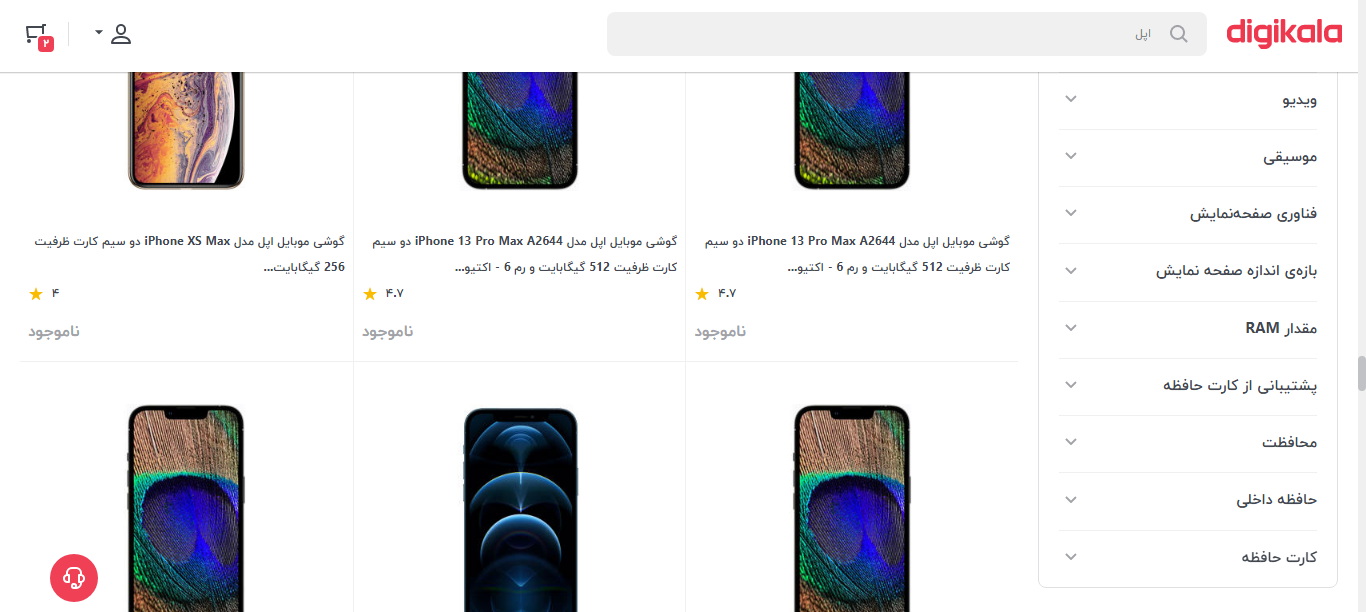 digikala
اپل
۲
ویدیو
موسیقی
فناوری صفحه‌نمایش
بازه‌ی اندازه صفحه نمایش
مقدار RAM
پشتیبانی از کارت حافظه
محافظت
حافظه داخلی
کارت حافظه
گوشی موبایل اپل مدل iPhone 13 Pro Max A2644 دو سیم
کارت ظرفیت 512 گیگابایت و رم 6 - اکتیو...
۴.۷
ناموجود
گوشی موبایل اپل مدل iPhone 13 Pro Max A2644 دو سیم
کارت ظرفیت 512 گیگابایت و رم 6 - اکتیو...
۴.۷
ناموجود
گوشی موبایل اپل مدل iPhone XS Max دو سیم کارت ظرفیت
256 گیگابایت...
۴
ناموجود